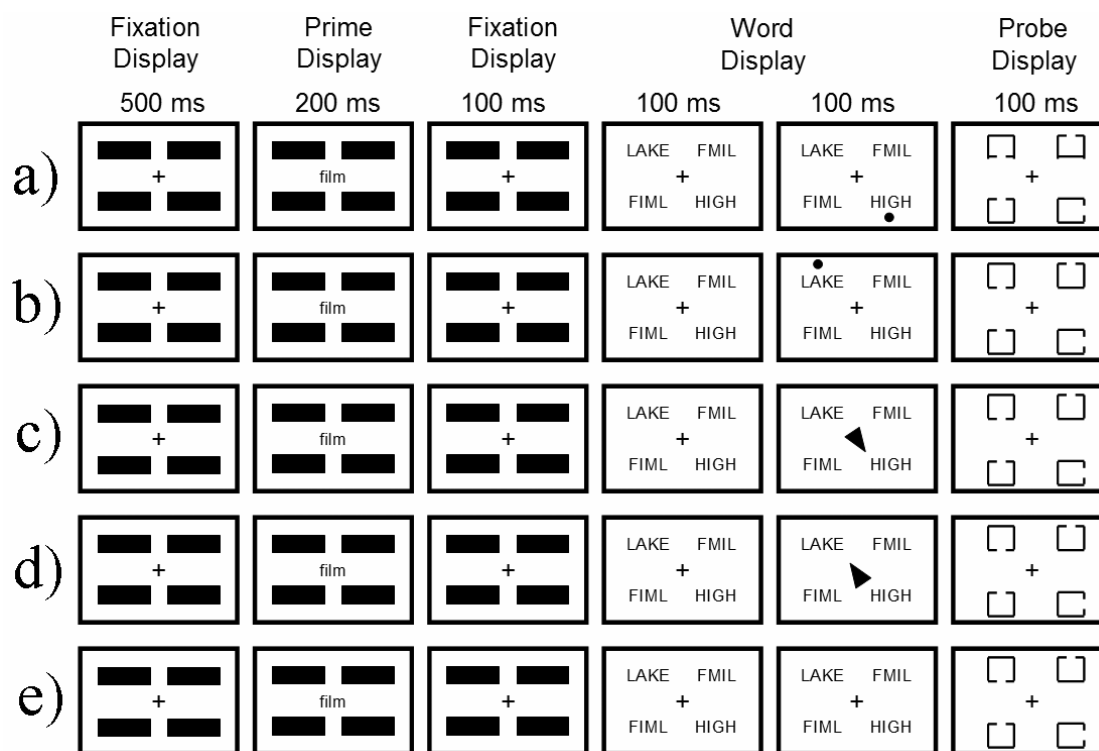 Fixation Display Prime Display Fixation Display Word Display Probe Display
500 ms 200 ms 100 ms 100 ms 100 ms 100 ms
a)
+ film + LAKE FMIL + FIML HIGH LAKE FMIL + FIML HIGH +
b)
+ film + LAKE FMIL + FIML HIGH LAKE FMIL + FIML HIGH +
c)
+ film + LAKE FMIL + FIML HIGH LAKE FMIL FIML HIGH +
d)
+ film + LAKE FMIL + FIML HIGH LAKE FMIL FIML HIGH +
e)
+ film + LAKE FMIL + FIML HIGH LAKE FMIL + FIML HIGH +